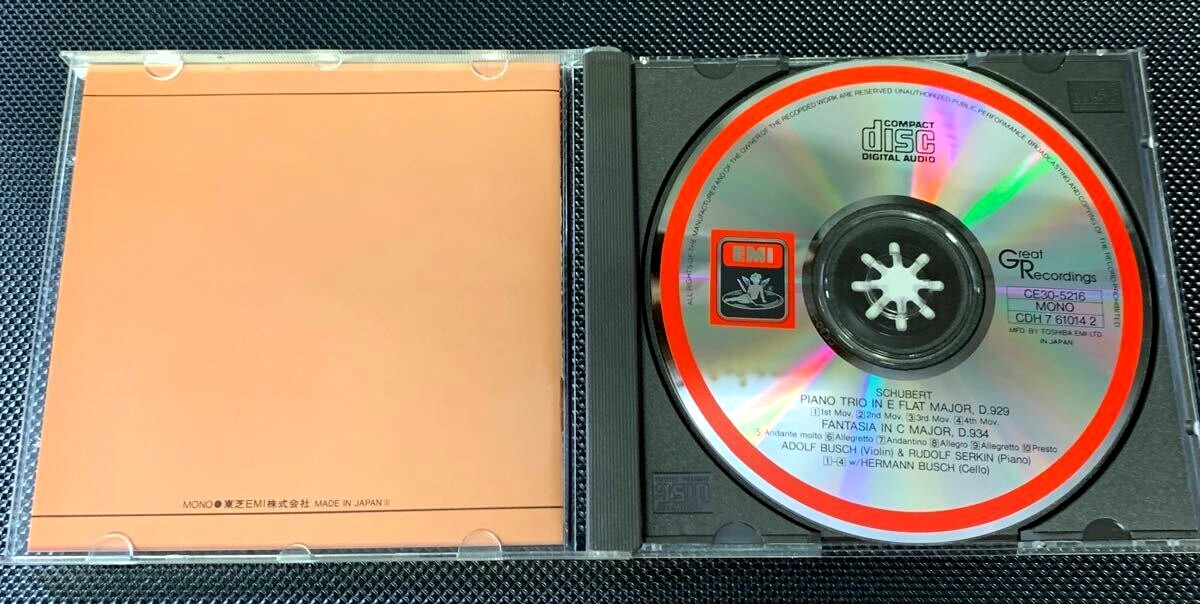 MONO●東芝EMI株式会社 MADE IN JAPAN
ALL RIGHTS OF THE MANUFACTURER AND OF THE OWNER OF THE RECORDED WORK ARE RESERVED. UNAUTHORIZED PUBLIC PERFORMANCE, BROADCASTING AND COPYING OF THE RECORD PROHIBITED.
COMPACT
disc
DIGITAL AUDIO
EMI
Great
Recordings
CE30-5216
MONO
CDH 7 61014 2
MFD. BY TOSHIBA EMI LTD.
IN JAPAN
SCHUBERT
PIANO TRIO IN E FLAT MAJOR, D.929
1 1st Mov. 2 2nd Mov. 3 3rd Mov. 4 4th Mov.
FANTASIA IN C MAJOR, D.934
5 Andante molto 6 Allegretto 7 Andantino 8 Allegro 9 Allegretto 10 Presto
ADOLF BUSCH (Violin) & RUDOLF SERKIN (Piano)
1-4 w/HERMANN BUSCH (Cello)
disc